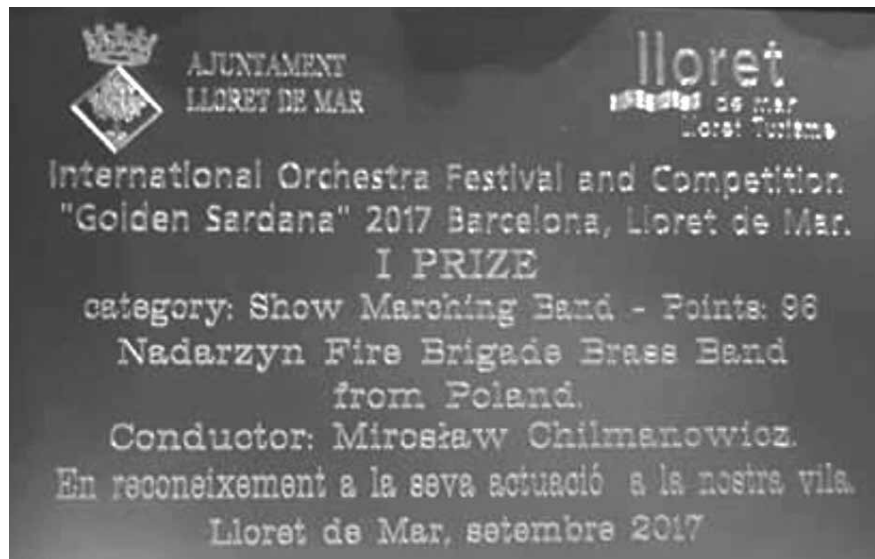 AJUNTAMENT
LLORET DE MAR
lloret
de mar
Lloret Turisme
International Orchestra Festival and Competition
"Golden Sardana" 2017 Barcelona, Lloret de Mar.
I PRIZE
category: Show Marching Band - Points: 96
Nadarzyn Fire Brigade Brass Band
from Poland.
Conductor: Mirosław Chilmanowicz.
En reconeixement a la seva actuació a la nostra vila.
Lloret de Mar, setembre 2017